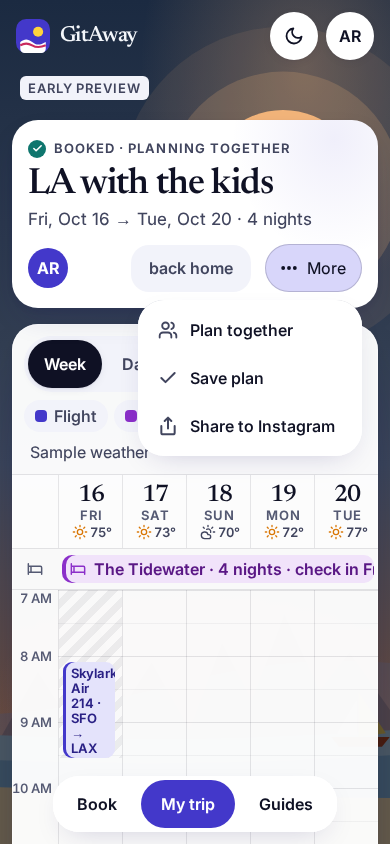 GitAway
AR
EARLY PREVIEW
BOOKED · PLANNING TOGETHER
LA with the kids
Fri, Oct 16 → Tue, Oct 20 · 4 nights
AR
back home
••• More
Plan together
Save plan
Share to Instagram
Week
Da
Flight
Sample weather
16 17 18 19 20
FRI SAT SUN MON TUE
75° 73° 70° 72° 77°
The Tidewater · 4 nights · check in Fr
7 AM
8 AM
Skylark
Air
214 ·
SFO
→
LAX
9 AM
10 AM
Book
My trip
Guides